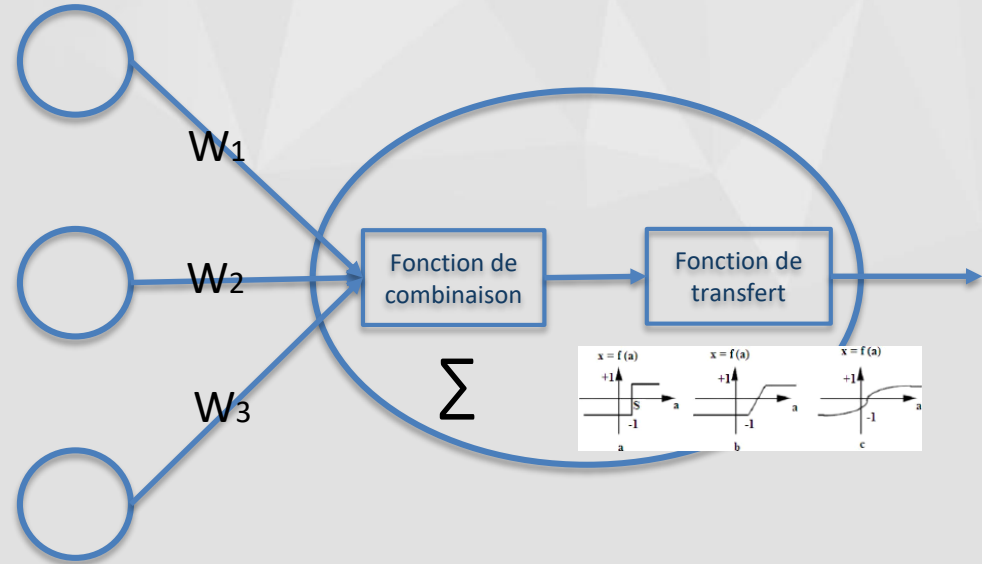 W1
W2
W3
Fonction de
combinaison
Σ
Fonction de
transfert
x = f (a)
+1
S
a
-1
a
x = f(a)
+1
a
-1
b
x = f(a)
+1
a
-1
c